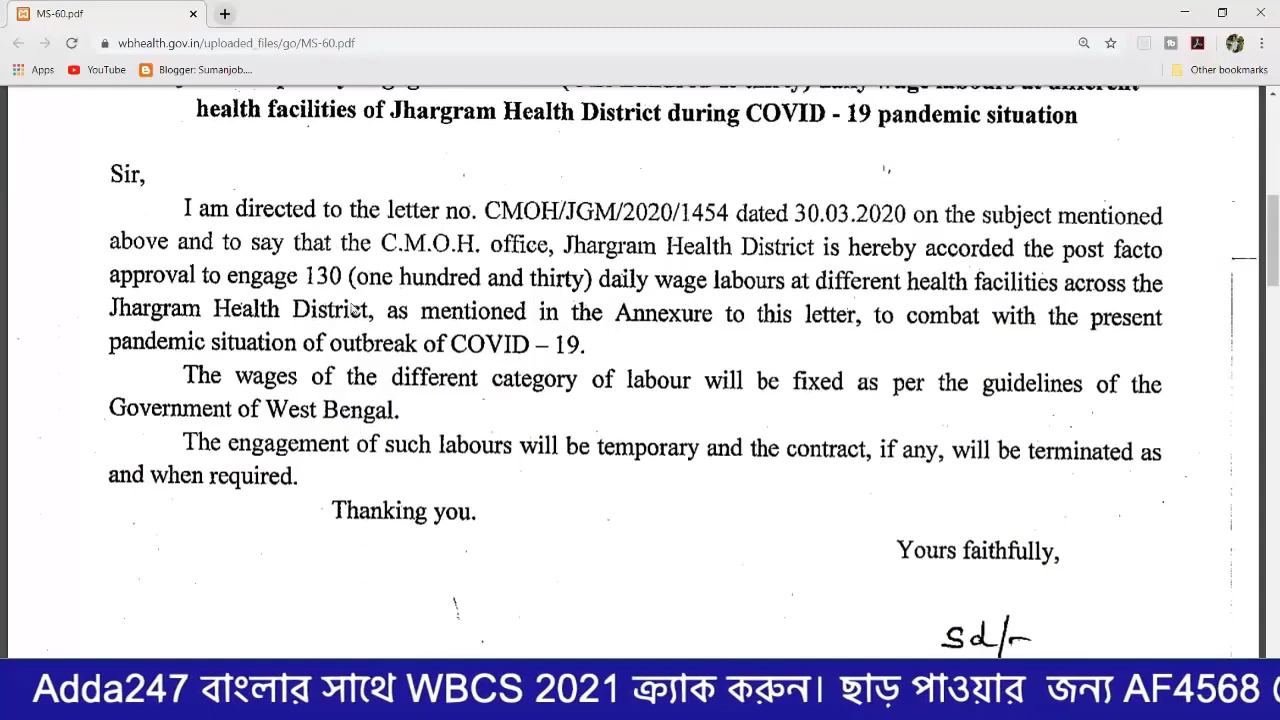 MS-60.pdf
wbhealth.gov.in/uploaded_files/go/MS-60.pdf
Apps YouTube Blogger: Sumanjob.... Other bookmarks
thirty) daily wage labours at different
health facilities of Jhargram Health District during COVID - 19 pandemic situation
Sir,
I am directed to the letter no. CMOH/JGM/2020/1454 dated 30.03.2020 on the subject mentioned
above and to say that the C.M.O.H. office, Jhargram Health District is hereby accorded the post facto
approval to engage 130 (one hundred and thirty) daily wage labours at different health facilities across the
Jhargram Health District, as mentioned in the Annexure to this letter, to combat with the present
pandemic situation of outbreak of COVID – 19.
The wages of the different category of labour will be fixed as per the guidelines of the
Government of West Bengal.
The engagement of such labours will be temporary and the contract, if any, will be terminated as
and when required.
Thanking you.
Yours faithfully,
Sd/-
Adda247 বাংলার সাথে WBCS 2021 ক্র্যাক করুন। ছাড় পাওয়ার জন্য AF4568